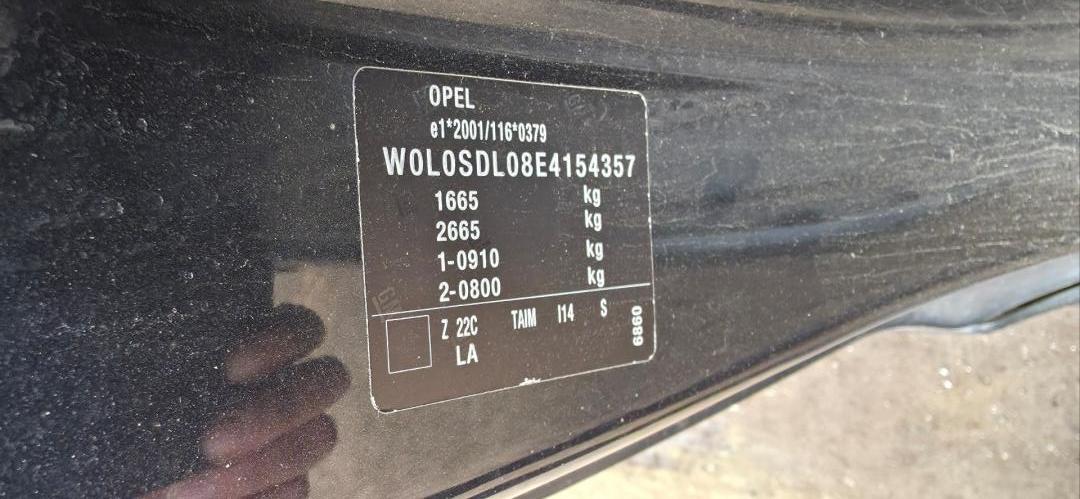 OPEL
e1*2001/116*0379
W0L0SDL08E4154357
1665 kg
2665 kg
1-0910 kg
2-0800 kg
Z 22C TAIM I14 S
LA
6860